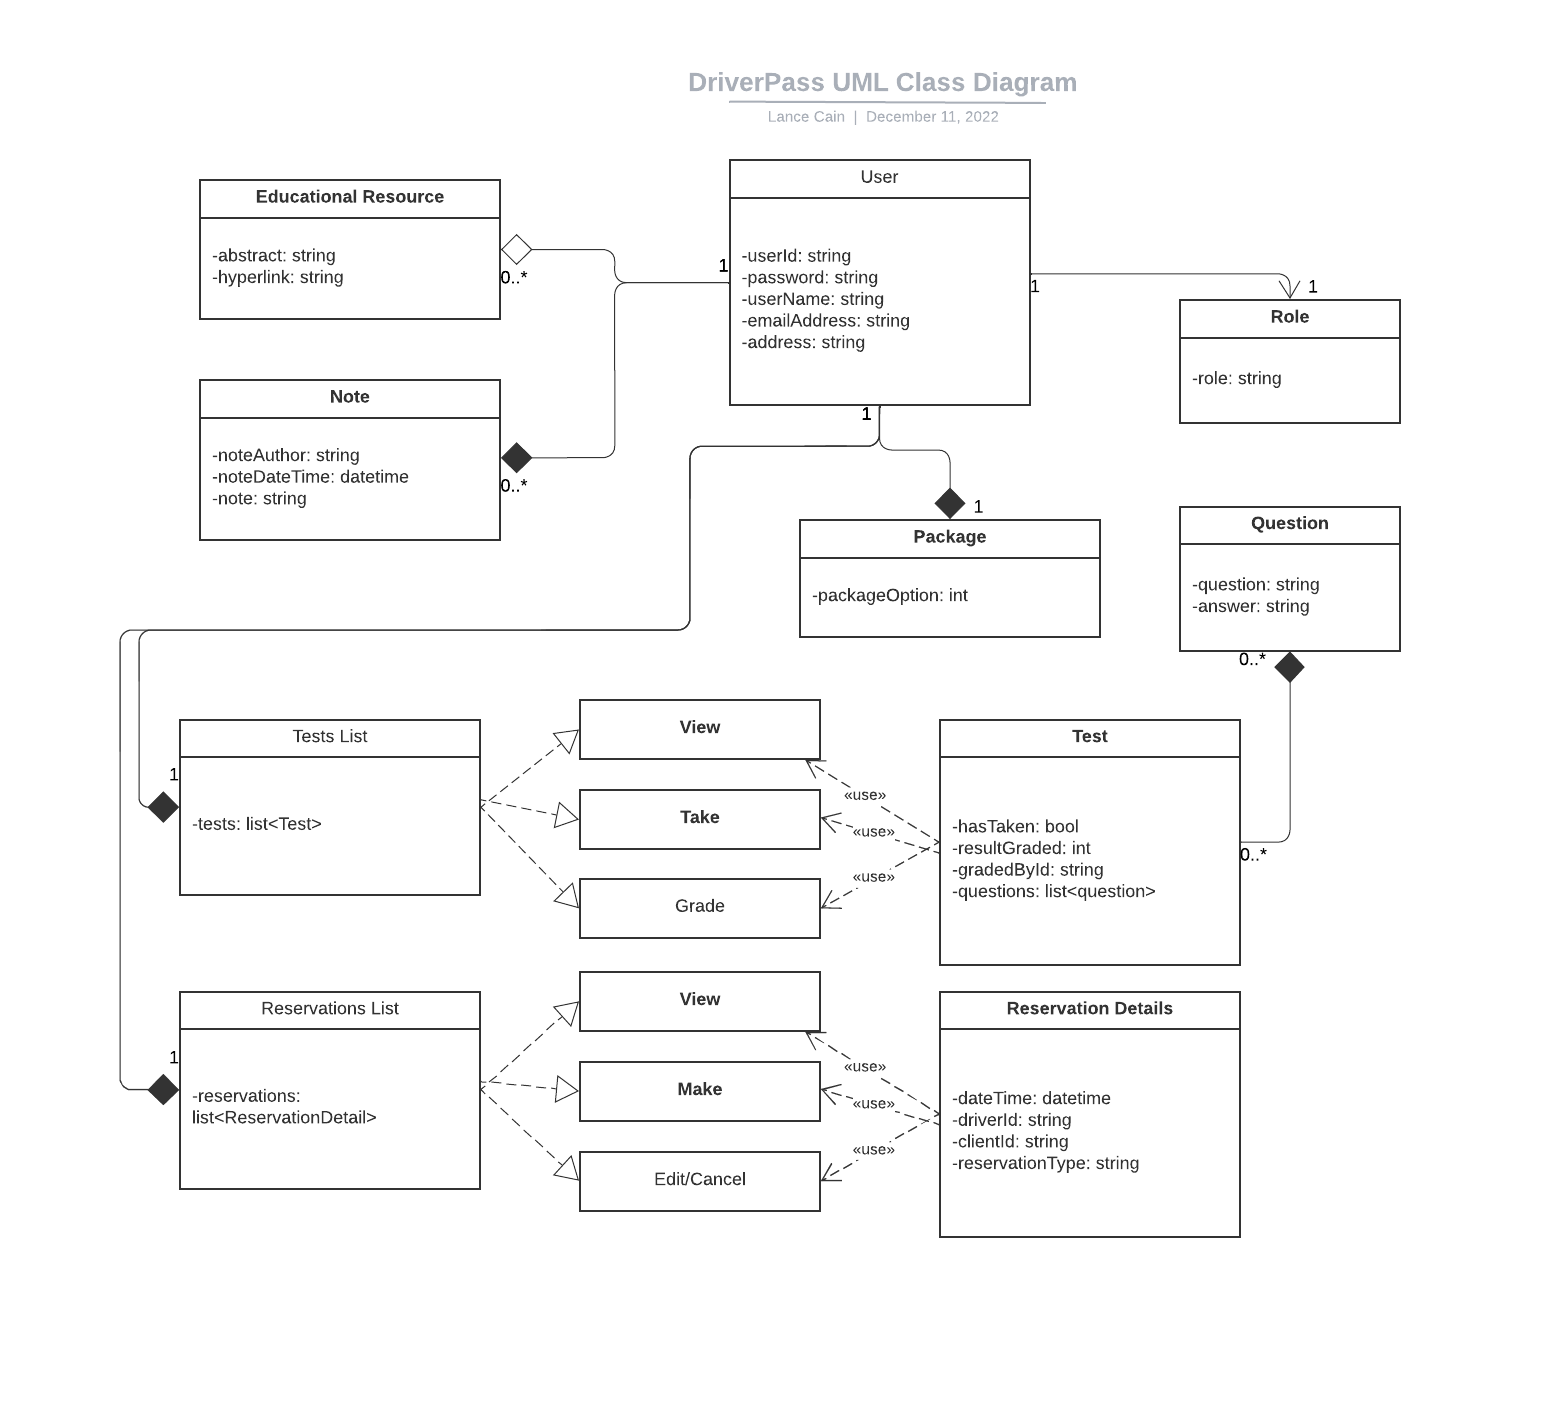 DriverPass UML Class Diagram
Lance Cain | December 11, 2022
Educational Resource
-abstract: string
-hyperlink: string
0..*
User
-userId: string
-password: string
-userName: string
-emailAddress: string
-address: string
1
1
1
1
Role
-role: string
Note
-noteAuthor: string
-noteDateTime: datetime
-note: string
0..*
1
Package
-packageOption: int
Question
-question: string
-answer: string
0..*
Tests List
-tests: list<Test>
1
View
Take
Grade
«use»
«use»
«use»
Test
-hasTaken: bool
-resultGraded: int
-gradedById: string
-questions: list<question>
0..*
Reservations List
-reservations:
list<ReservationDetail>
1
View
Make
Edit/Cancel
«use»
«use»
«use»
Reservation Details
-dateTime: datetime
-driverId: string
-clientId: string
-reservationType: string